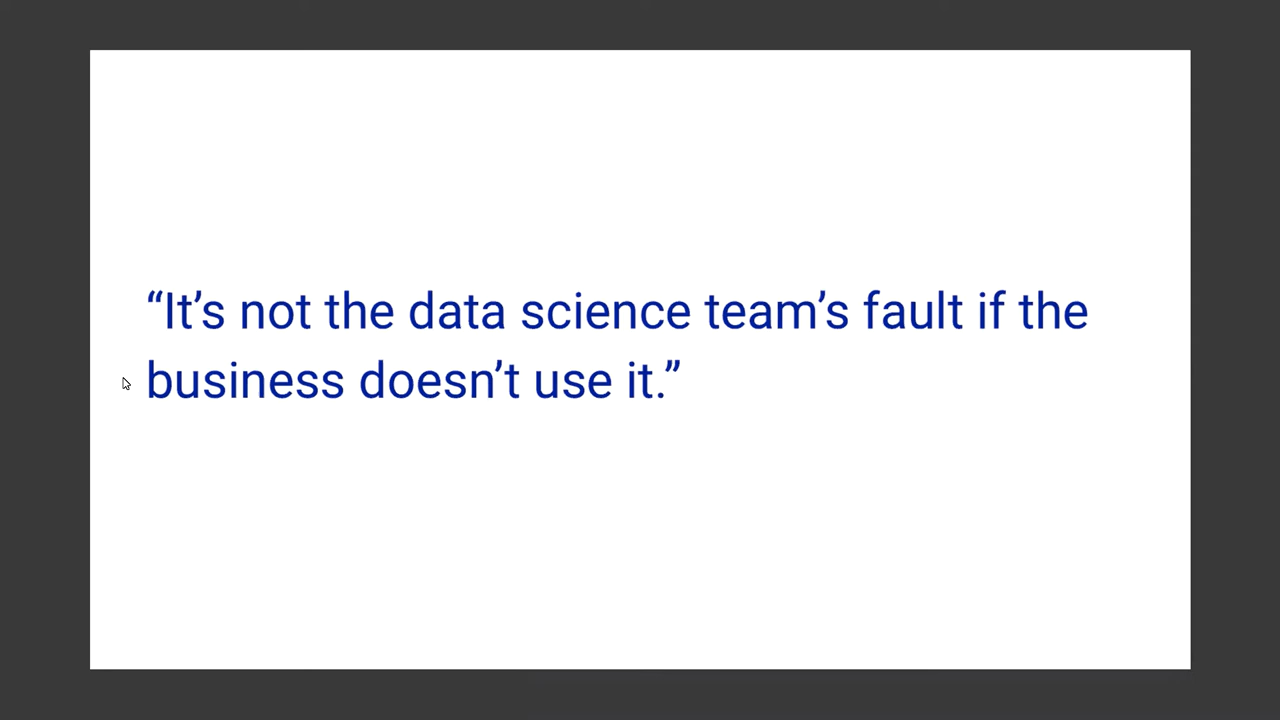 “It’s not the data science team’s fault if the
business doesn’t use it.”